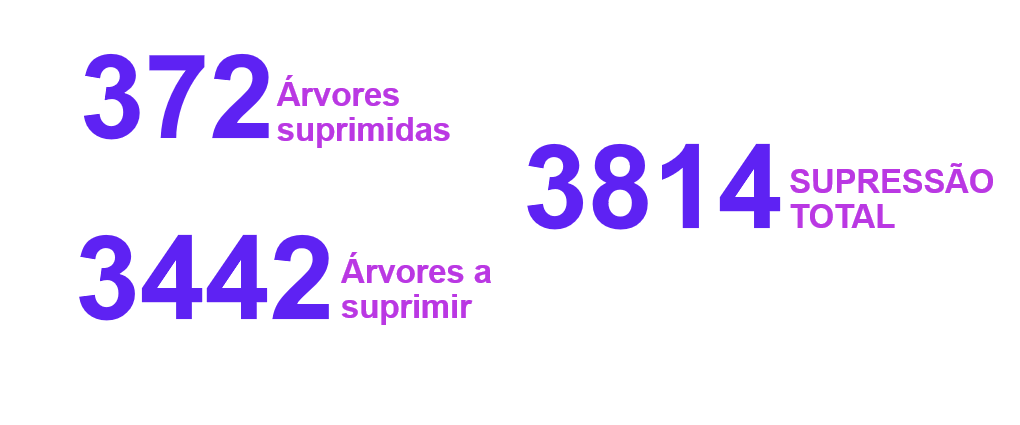 372 Árvores
suprimidas
3442 Árvores a
suprimir
3814 SUPRESSÃO
TOTAL